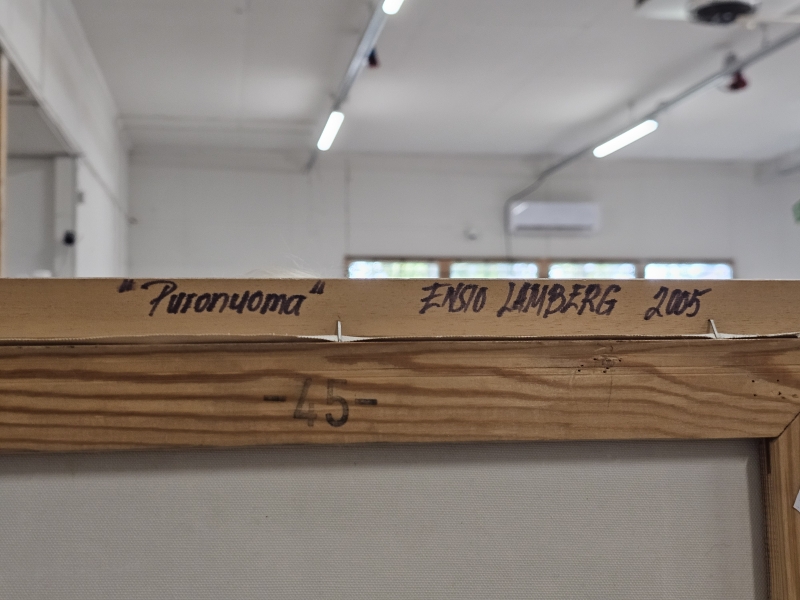 "Puronuoma" ENSIO LAMBERG 2005
-45-